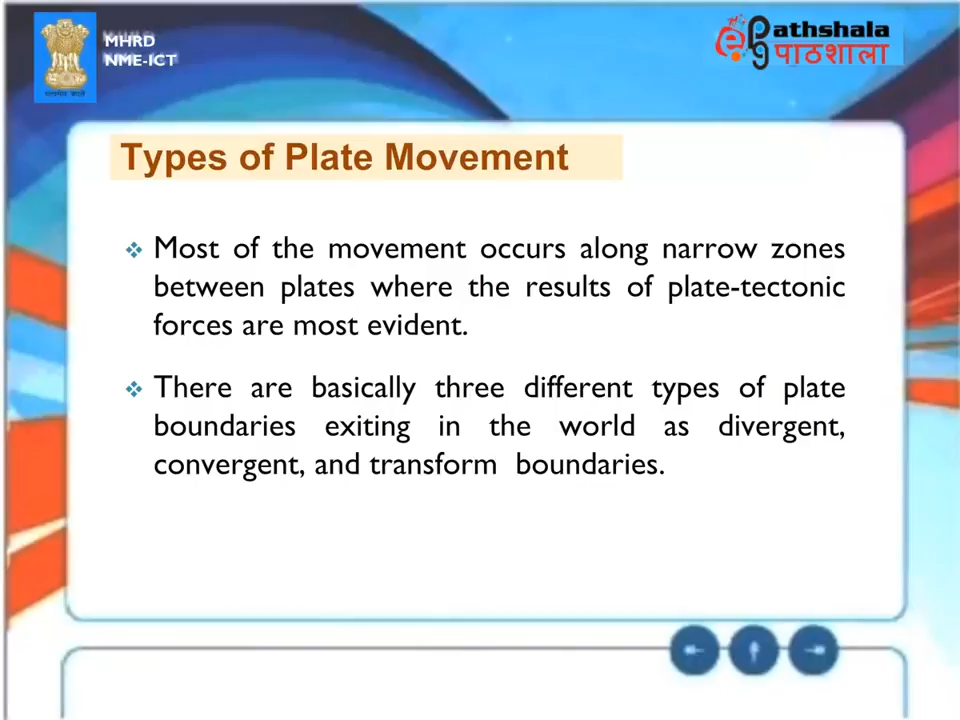 MHRD
NME-ICT
ePG athshala
पाठशाला
Types of Plate Movement
Most of the movement occurs along narrow zones
between plates where the results of plate-tectonic
forces are most evident.
There are basically three different types of plate
boundaries exiting in the world as divergent,
convergent, and transform boundaries.